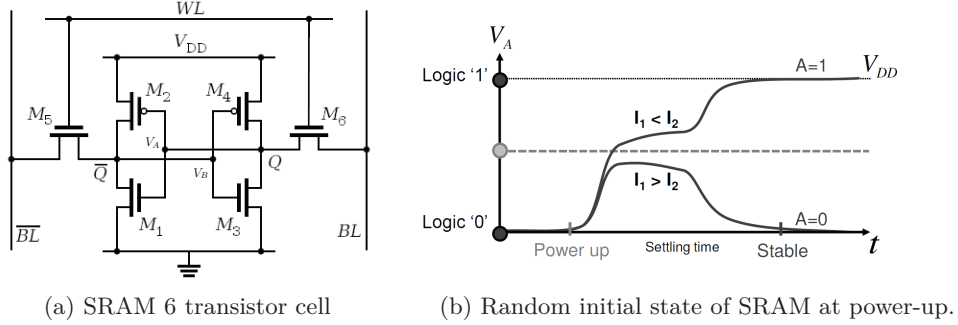 WL
V_DD
M_2
M_4
M_5
M_6
V_A
Q̅
V_B
Q
M_1
M_3
B̅L̅
BL
(a) SRAM 6 transistor cell
V_A
Logic ‘1’
A=1
V_DD
I_1 < I_2
I_1 > I_2
Logic ‘0’
A=0
Power up
Settling time
Stable
t
(b) Random initial state of SRAM at power-up.